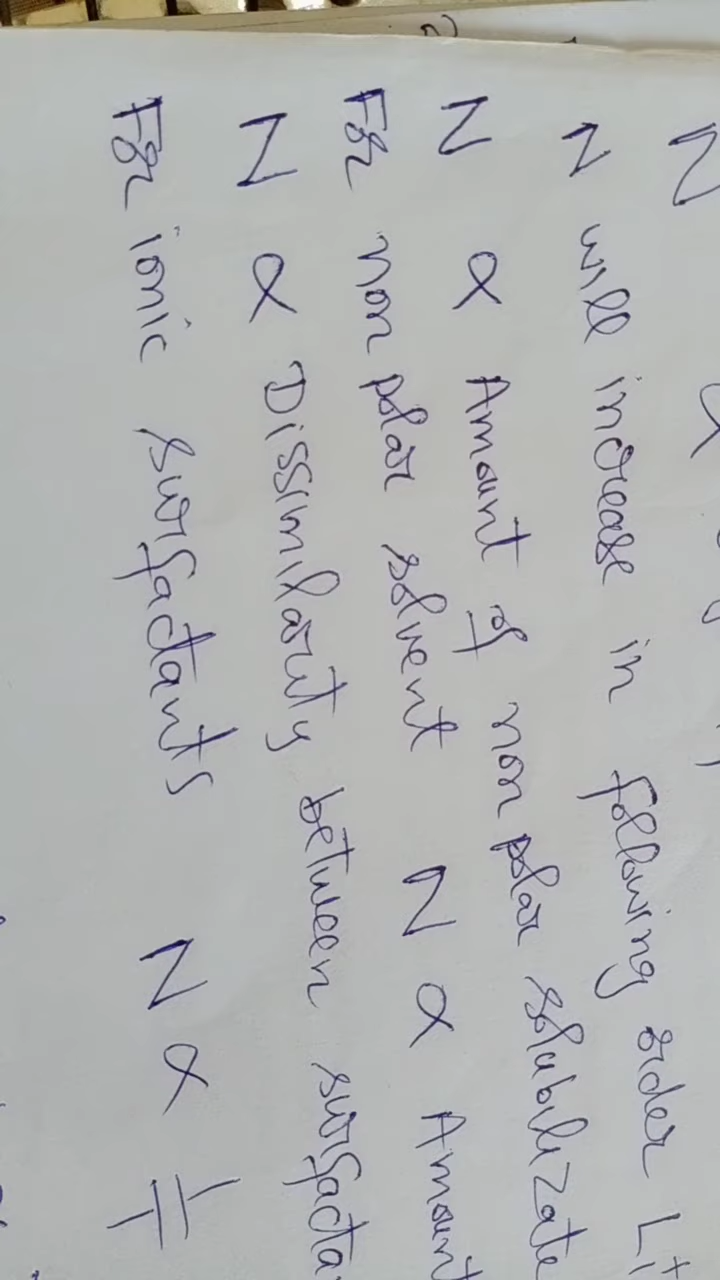 N α
N will increase in following order Li
N α Amount of non polar solubilizate
For non polar solvent N α Amount
N α Dissimilarity between surfacta
For ionic surfactants N α 1/T